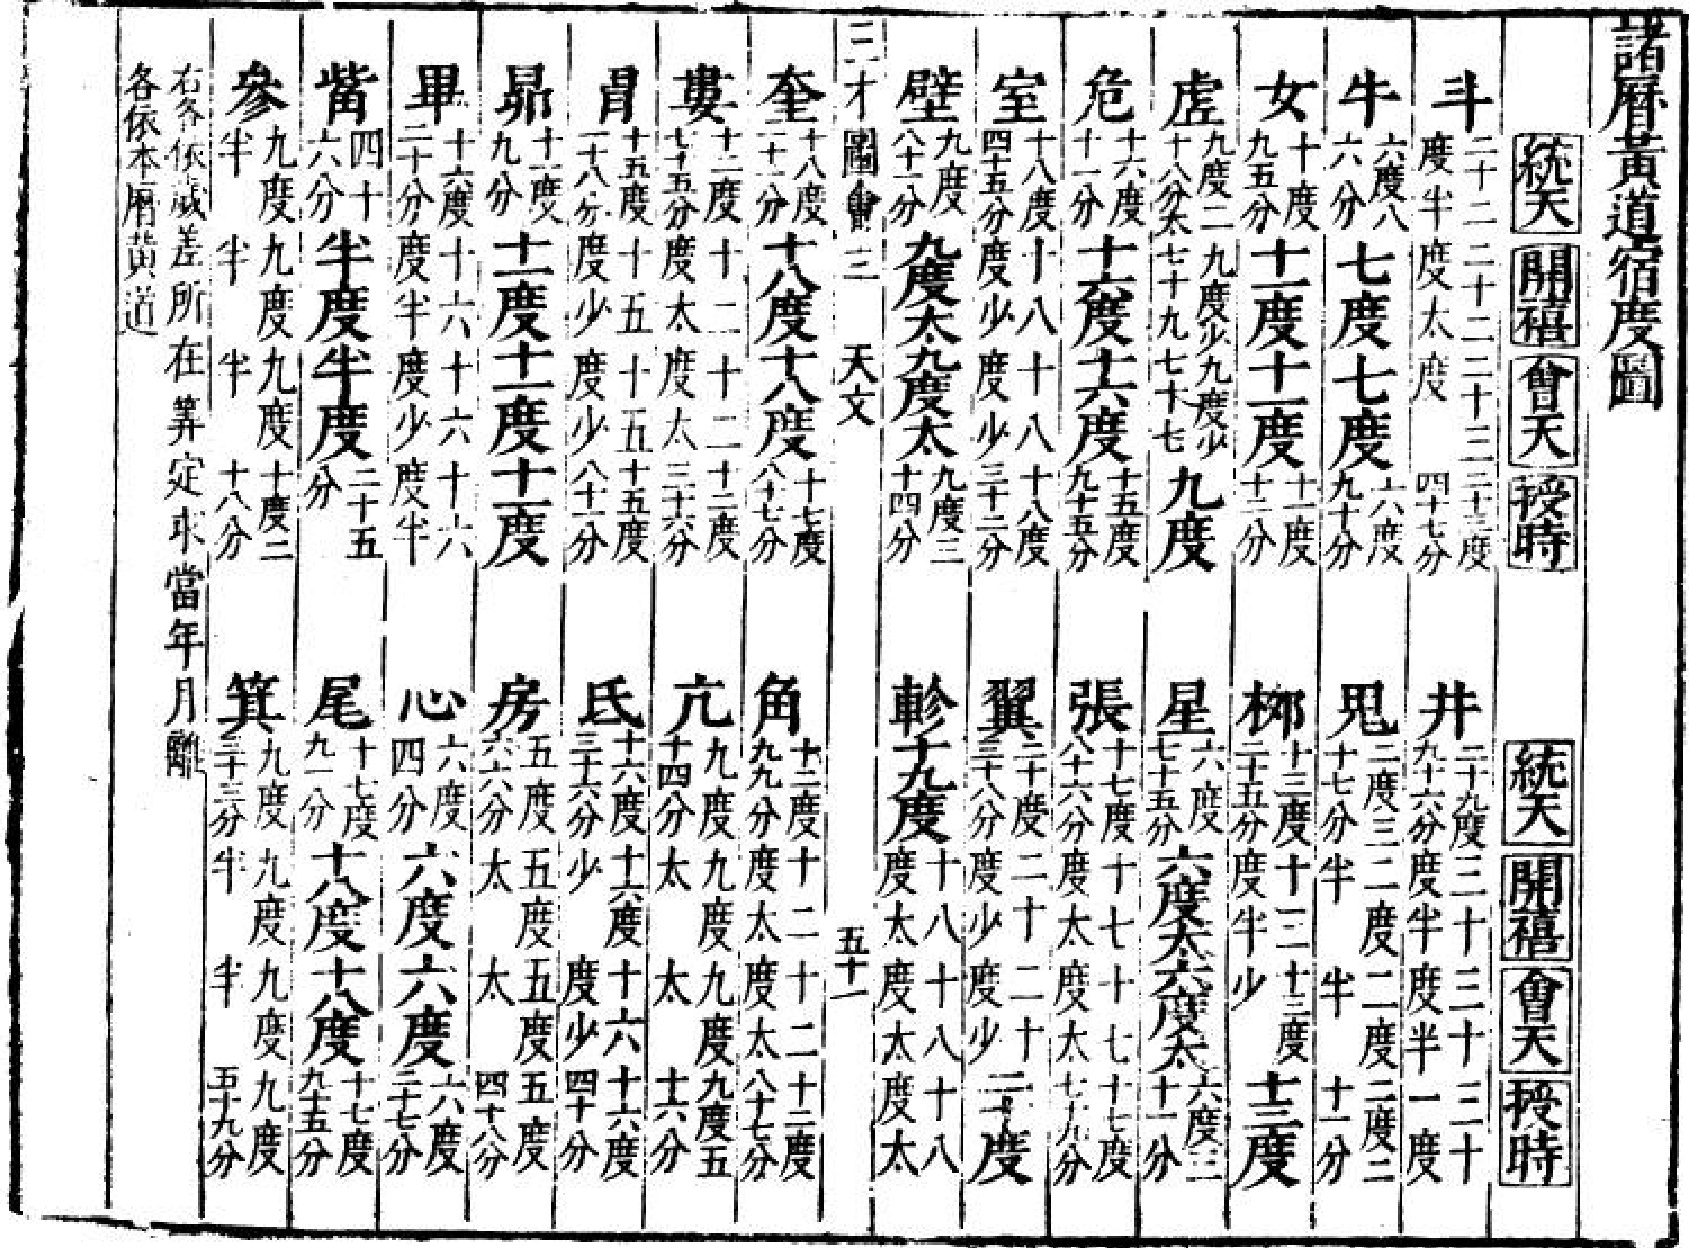 諸曆黃道宿度圖
統天 開禧 會天 授時
斗 二十二度半 二十二度太 二十二度 二十三度四十七分
牛 六度八六分 七度 七度 六度九十分
女 十度九五分 十一度 十一度 十一度十二分
虛 九度二十八分太 九度少七十九 九度少七十七 九度
危 十六度十一分 十六度 十六度 十五度九十五分
室 十八度四十五分 十八度少 十八度少 十八度三十二分
壁 九度八十一分 九度太 九度太 九度三十四分
統天 開禧 會天 授時
井 二十九度九十六分 三十度半 三十度半 三十一度
鬼 二度三十七分 二度半 二度半 二度二十一分
柳 十三度二十五分 十三度半 十三度少 十三度
星 六度七十五分 六度太 六度太 六度三十一分
張 十七度八十六分 十七度太 十七度太 十七度七十九分
翼 二十度三十八分 二十度少 二十度少 二十度
軫 十九度 十八度太 十八度太 十八度太
三才圖會三 天文 五十一
奎 十八度二十一分 十八度 十八度 十七度八十七分
婁 十二度七十五分 十二度太 十二度太 十二度三十六分
胃 十五度二十八分 十五度少 十五度少 十五度八十一分
昴 十一度九分 十一度 十一度 十一度
畢 十六度二十分 十六度半 十六度少 十六度半
觜 四十六分 半度 半度 二十五分
參 九度半 九度半 九度半 十度二十八分
角 十二度九九分 十二度太 十二度太 十二度八十七分
亢 九度十四分 九度太 九度太 九度五十六分
氐 十六度三十六分 十六度少 十六度少 十六度四十分
房 五度六六分 五度太 五度太 五度四十八分
心 六度四分 六度 六度 六度二十七分
尾 十七度九一分 十八度 十八度 十七度九十五分
箕 九度三十三分 九度半 九度半 九度五十九分
右各依歲差所在筭定求當年月離
各依本曆黃道